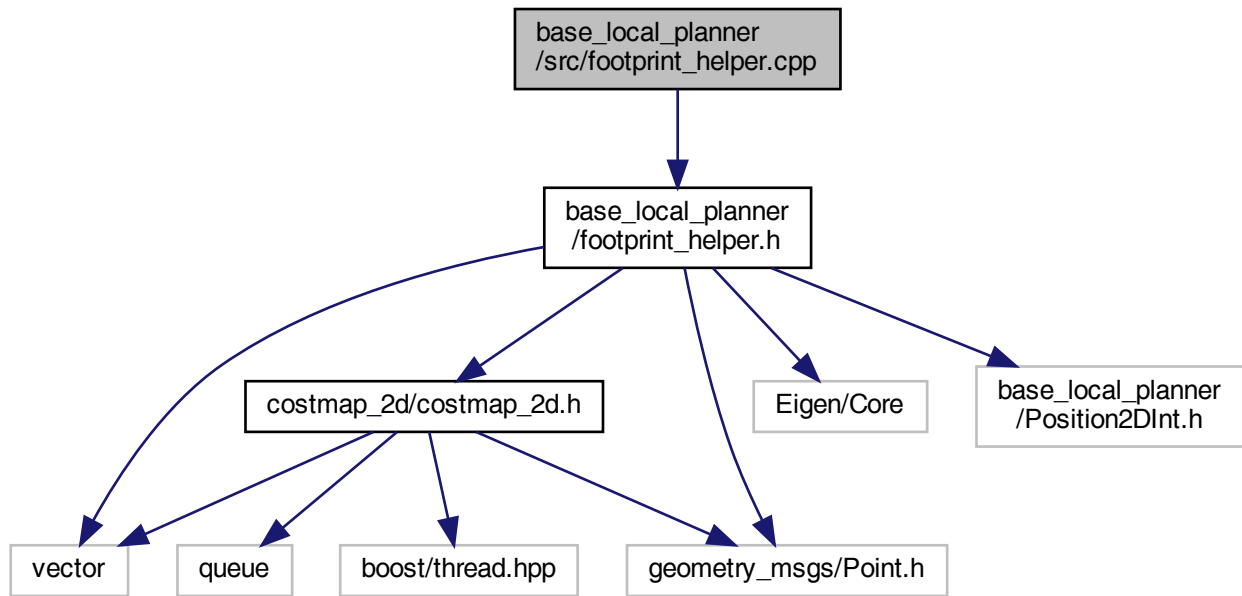 base_local_planner
/src/footprint_helper.cpp
base_local_planner
/footprint_helper.h
costmap_2d/costmap_2d.h
Eigen/Core
base_local_planner
/Position2DInt.h
vector
queue
boost/thread.hpp
geometry_msgs/Point.h